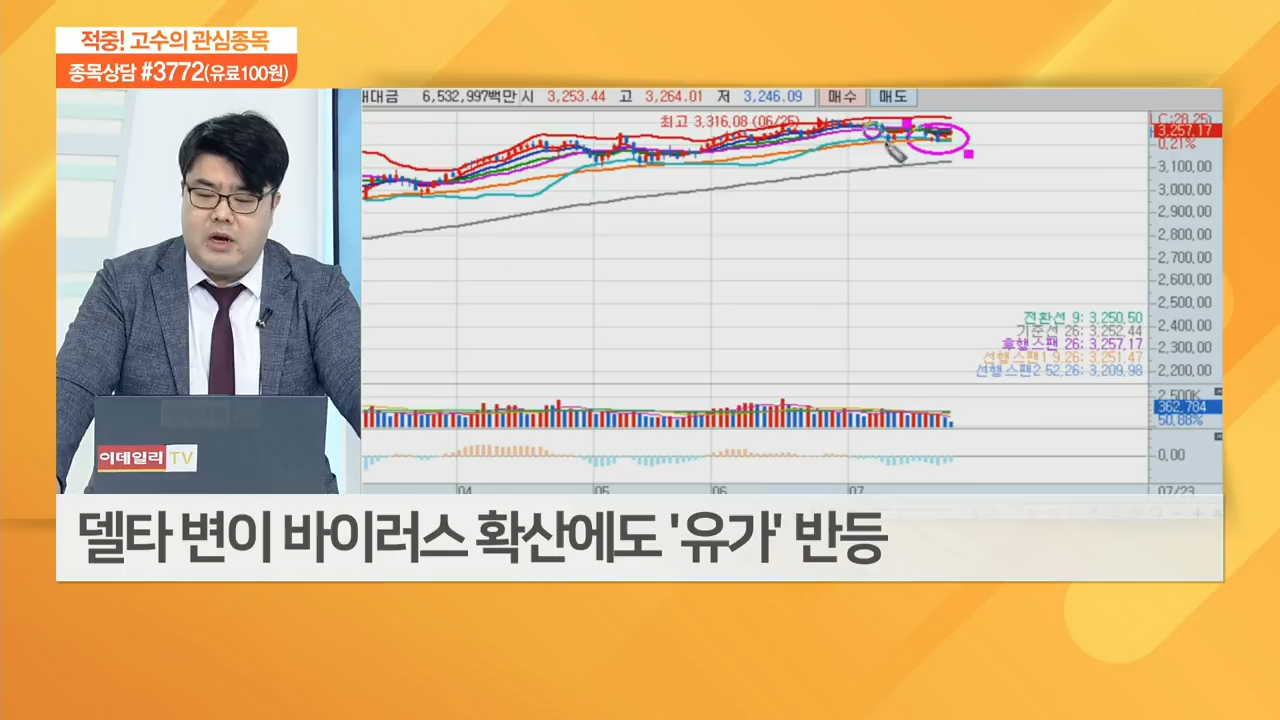 적중! 고수의 관심종목
종목상담 #3772(유료100원)
대금 6,532,997백만 시 3,253.44 고 3,264.01 저 3,246.09 매수 매도
최고 3,316.08 (06/25)
LC:28.25
3,257.17
0.21%
3,100.00
3,000.00
2,900.00
2,800.00
2,700.00
2,600.00
2,500.00
2,400.00
2,300.00
2,200.00
전환선 9: 3,250.50
기준선 26: 3,252.44
후행스팬 26: 3,257.17
선행스팬1 9,26: 3,251.47
선행스팬2 52,26: 3,209.98
2,500K
362,784
50.88%
0.00
04 05 06 07 07/23
이데일리 TV
델타 변이 바이러스 확산에도 '유가' 반등